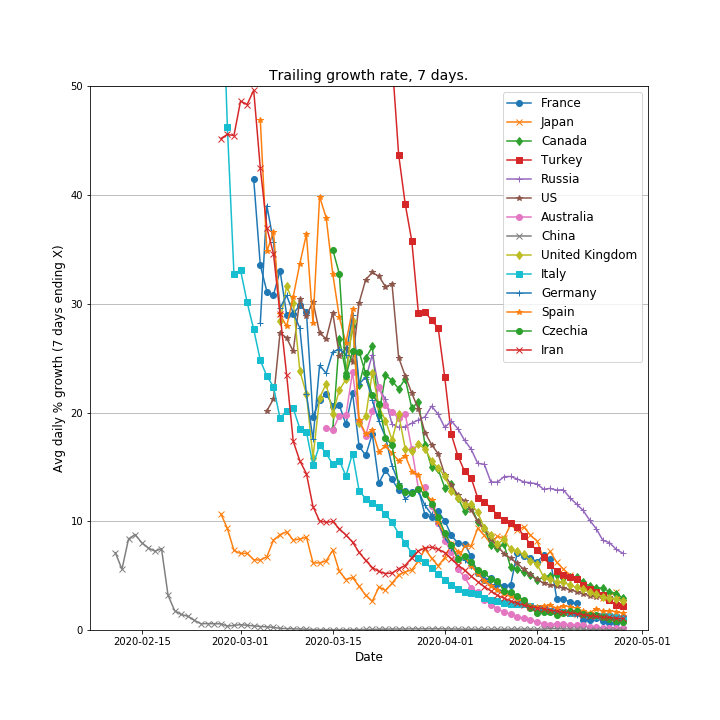 Trailing growth rate, 7 days.
50
40
30
20
10
0
Avg daily % growth (7 days ending X)
France
Japan
Canada
Turkey
Russia
US
Australia
China
United Kingdom
Italy
Germany
Spain
Czechia
Iran
2020-02-15 2020-03-01 2020-03-15 2020-04-01 2020-04-15 2020-05-01
Date